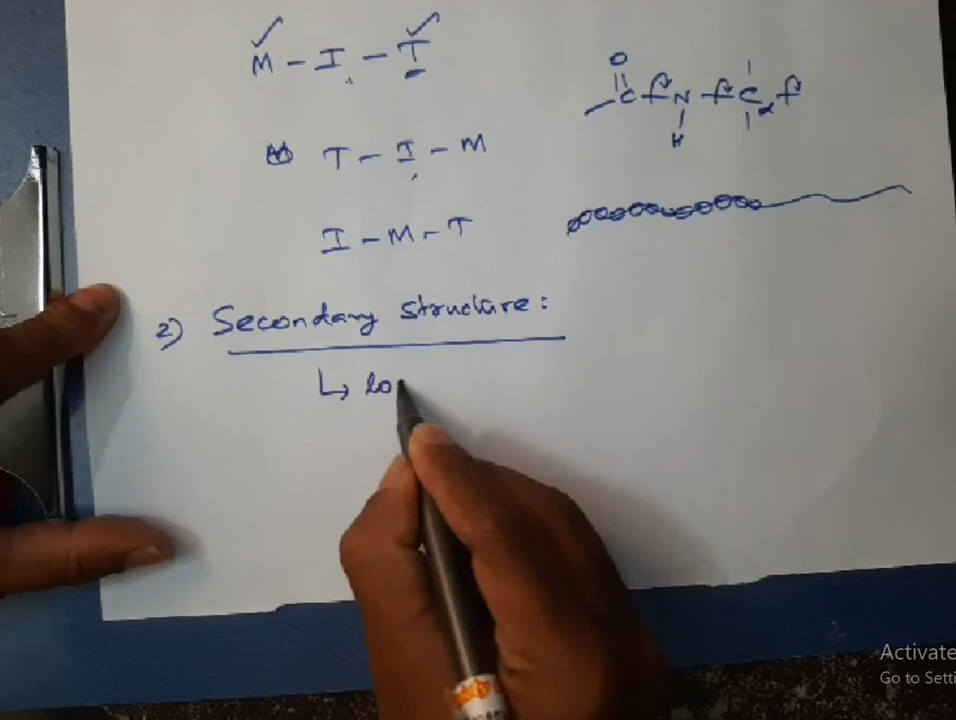 M - I - T
T - I - M
I - M - T
O
C N C α
H
2) Secondary Structure:
↳ lo
Activate
Go to Setti